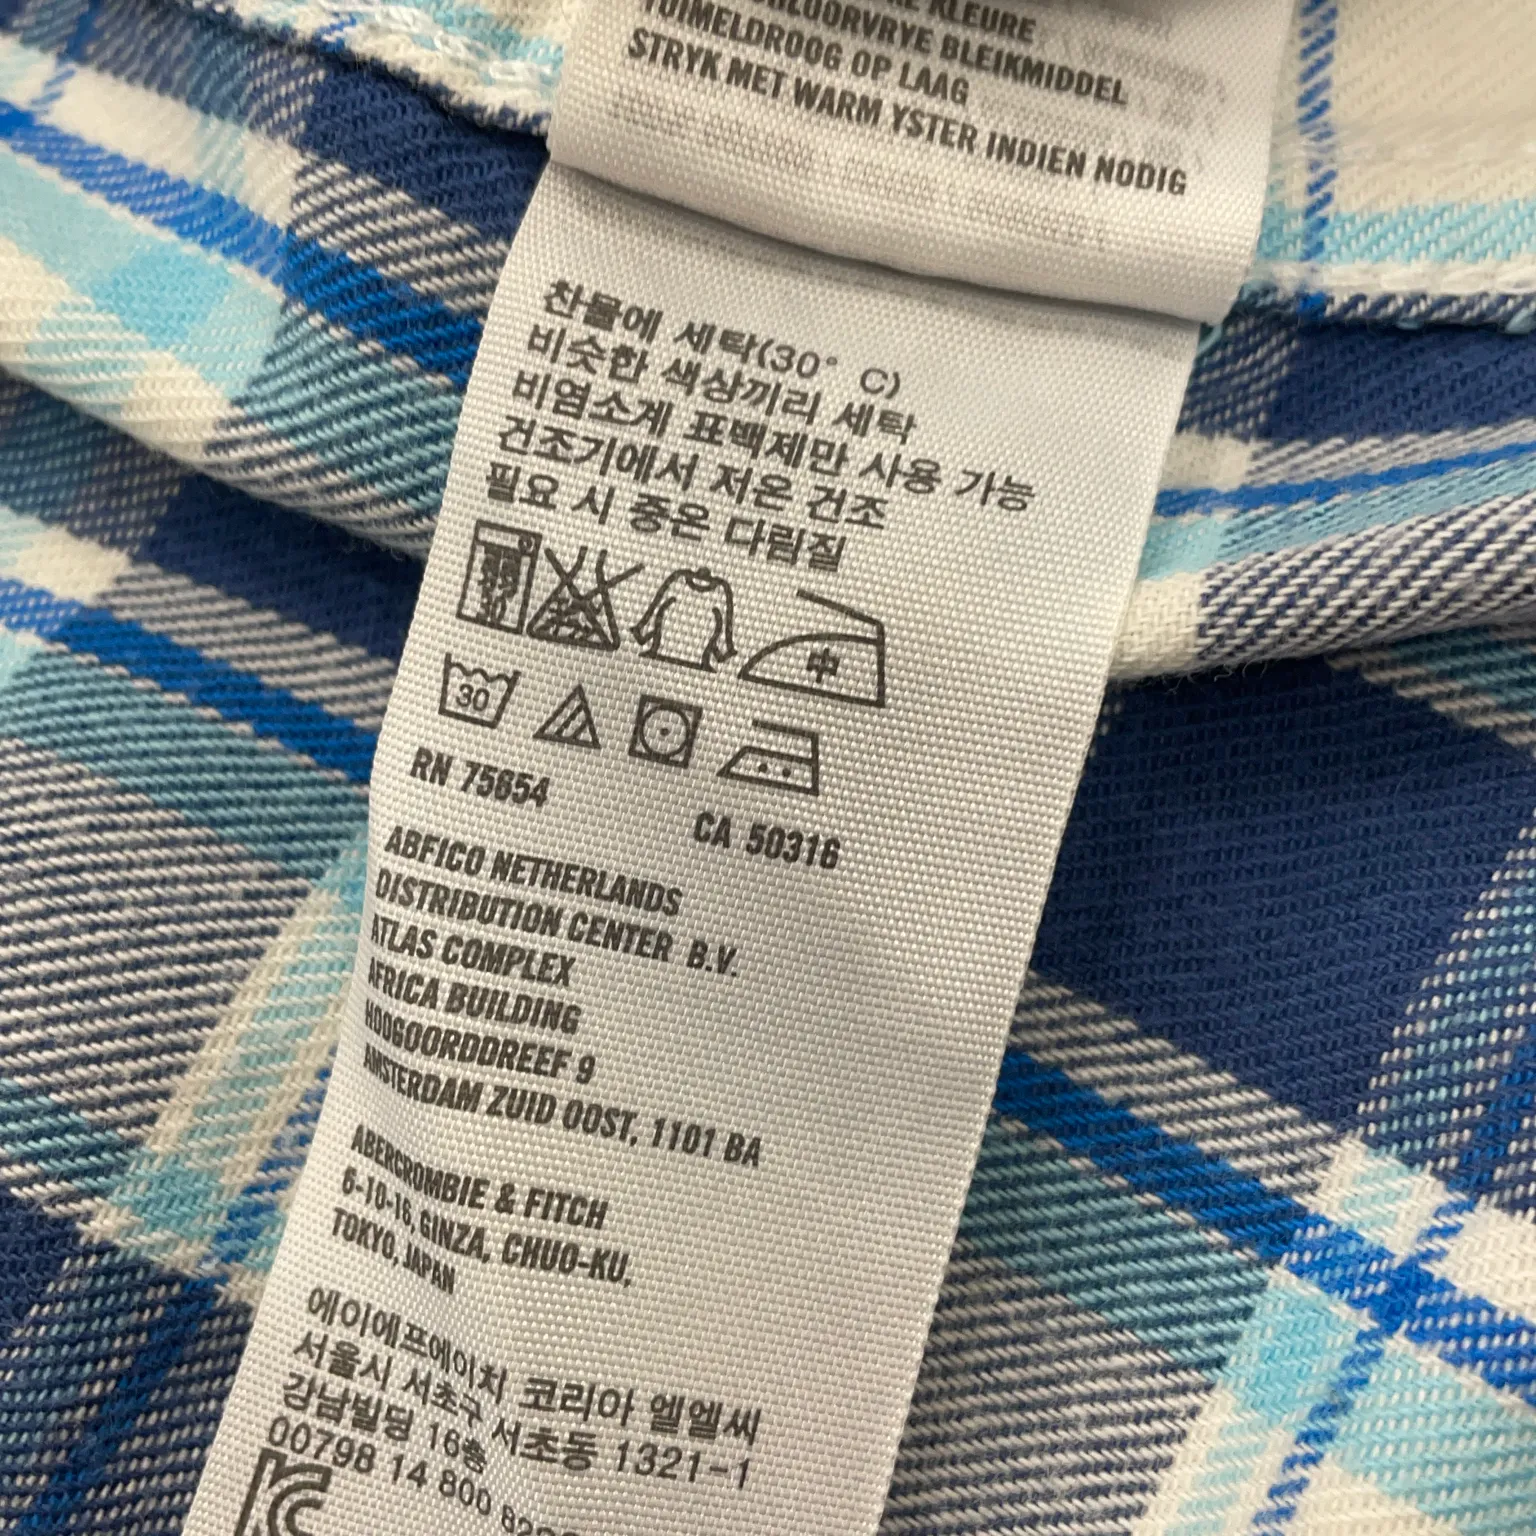 KLEURE
BLEIKMIDDEL
TUIMELDROOG OP LAAG
STRYK MET WARM YSTER INDIEN NODIG
찬물에 세탁(30° C)
비슷한 색상끼리 세탁
비염소계 표백제만 사용 가능
건조기에서 저온 건조
필요 시 중온 다림질
中
30
RN 75654
CA 50316
ABFICO NETHERLANDS
DISTRIBUTION CENTER B.V.
ATLAS COMPLEX
AFRICA BUILDING
HOOGOORDDREEF 9
AMSTERDAM ZUID OOST, 1101 BA
ABERCROMBIE & FITCH
6-10-16, GINZA, CHUO-KU,
TOKYO, JAPAN
에이에프에이치 코리아 엘엘씨
서울시 서초구 서초동 1321-1
강남빌딩 16층
00798 14 800